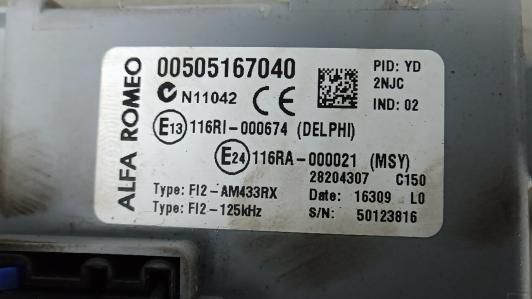 ALFA ROMEO
00505167040
PID: YD
2NJC
N11042 CE
IND: 02
E13 116RI-000674 (DELPHI)
E24 116RA-000021 (MSY)
28204307 C150
Type: FI2-AM433RX
Date: 16309 L0
Type: FI2-125kHz
S/N: 50123816